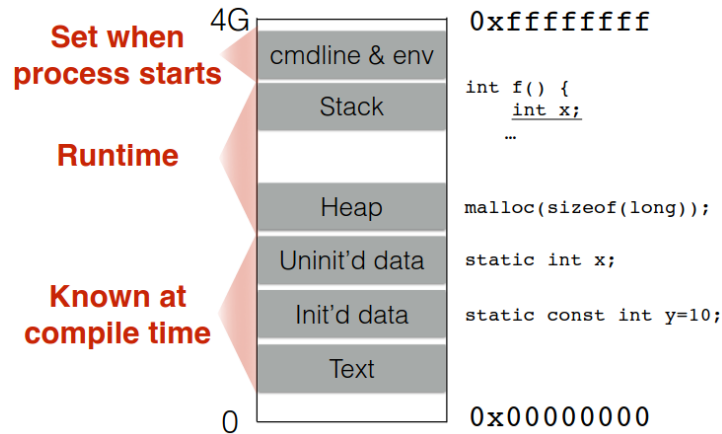 4G
0xffffffff
Set when
process starts
cmdline & env
Stack
int f() {
int x;
…
Runtime
Heap
malloc(sizeof(long));
Uninit'd data
static int x;
Known at
compile time
Init'd data
static const int y=10;
Text
0
0x00000000